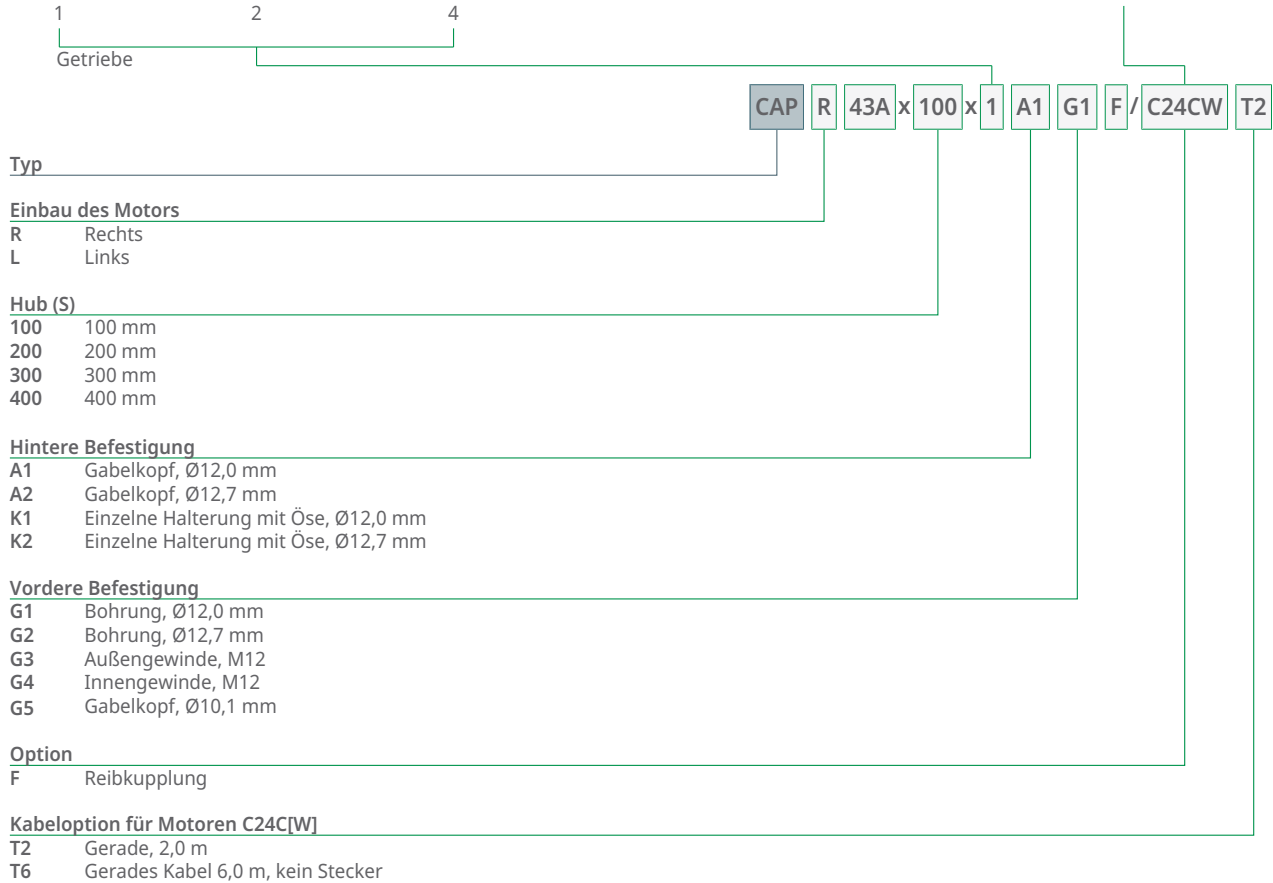 1 2 4
Getriebe
CAP R 43A x 100 x 1 A1 G1 F / C24CW T2
Typ
Einbau des Motors
R Rechts
L Links
Hub (S)
100 100 mm
200 200 mm
300 300 mm
400 400 mm
Hintere Befestigung
A1 Gabelkopf, Ø12,0 mm
A2 Gabelkopf, Ø12,7 mm
K1 Einzelne Halterung mit Öse, Ø12,0 mm
K2 Einzelne Halterung mit Öse, Ø12,7 mm
Vordere Befestigung
G1 Bohrung, Ø12,0 mm
G2 Bohrung, Ø12,7 mm
G3 Außengewinde, M12
G4 Innengewinde, M12
G5 Gabelkopf, Ø10,1 mm
Option
F Reibkupplung
Kabeloption für Motoren C24C[W]
T2 Gerade, 2,0 m
T6 Gerades Kabel 6,0 m, kein Stecker